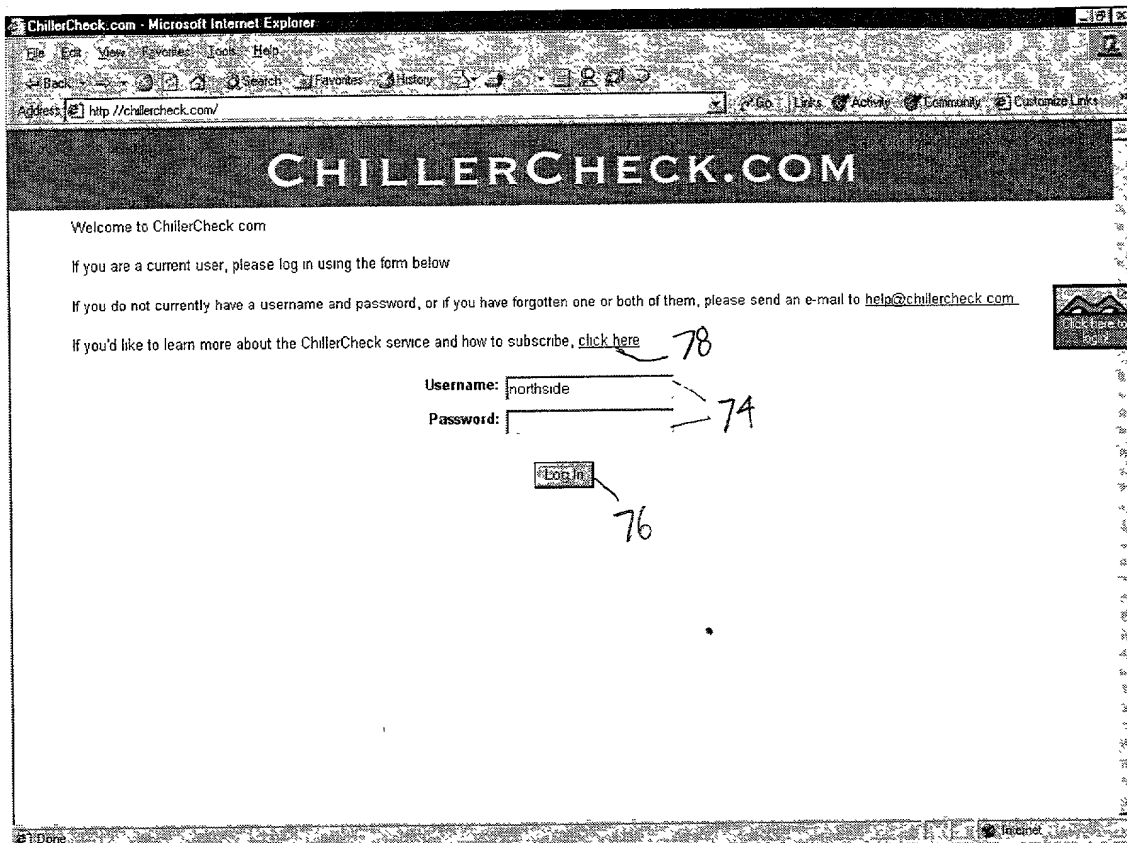 ChillerCheck.com - Microsoft Internet Explorer
File Edit View Favorites Tools Help
Back Search Favorites History
Address http //chillercheck.com/ Go Links Activity Community Customize Links
CHILLERCHECK.COM
Welcome to ChillerCheck com
If you are a current user, please log in using the form below
If you do not currently have a username and password, or if you have forgotten one or both of them, please send an e-mail to help@chillercheck com
Click here to log
If you'd like to learn more about the ChillerCheck service and how to subscribe, click here 78
Username: northside
Password:
74
Log In
76
Done Internet